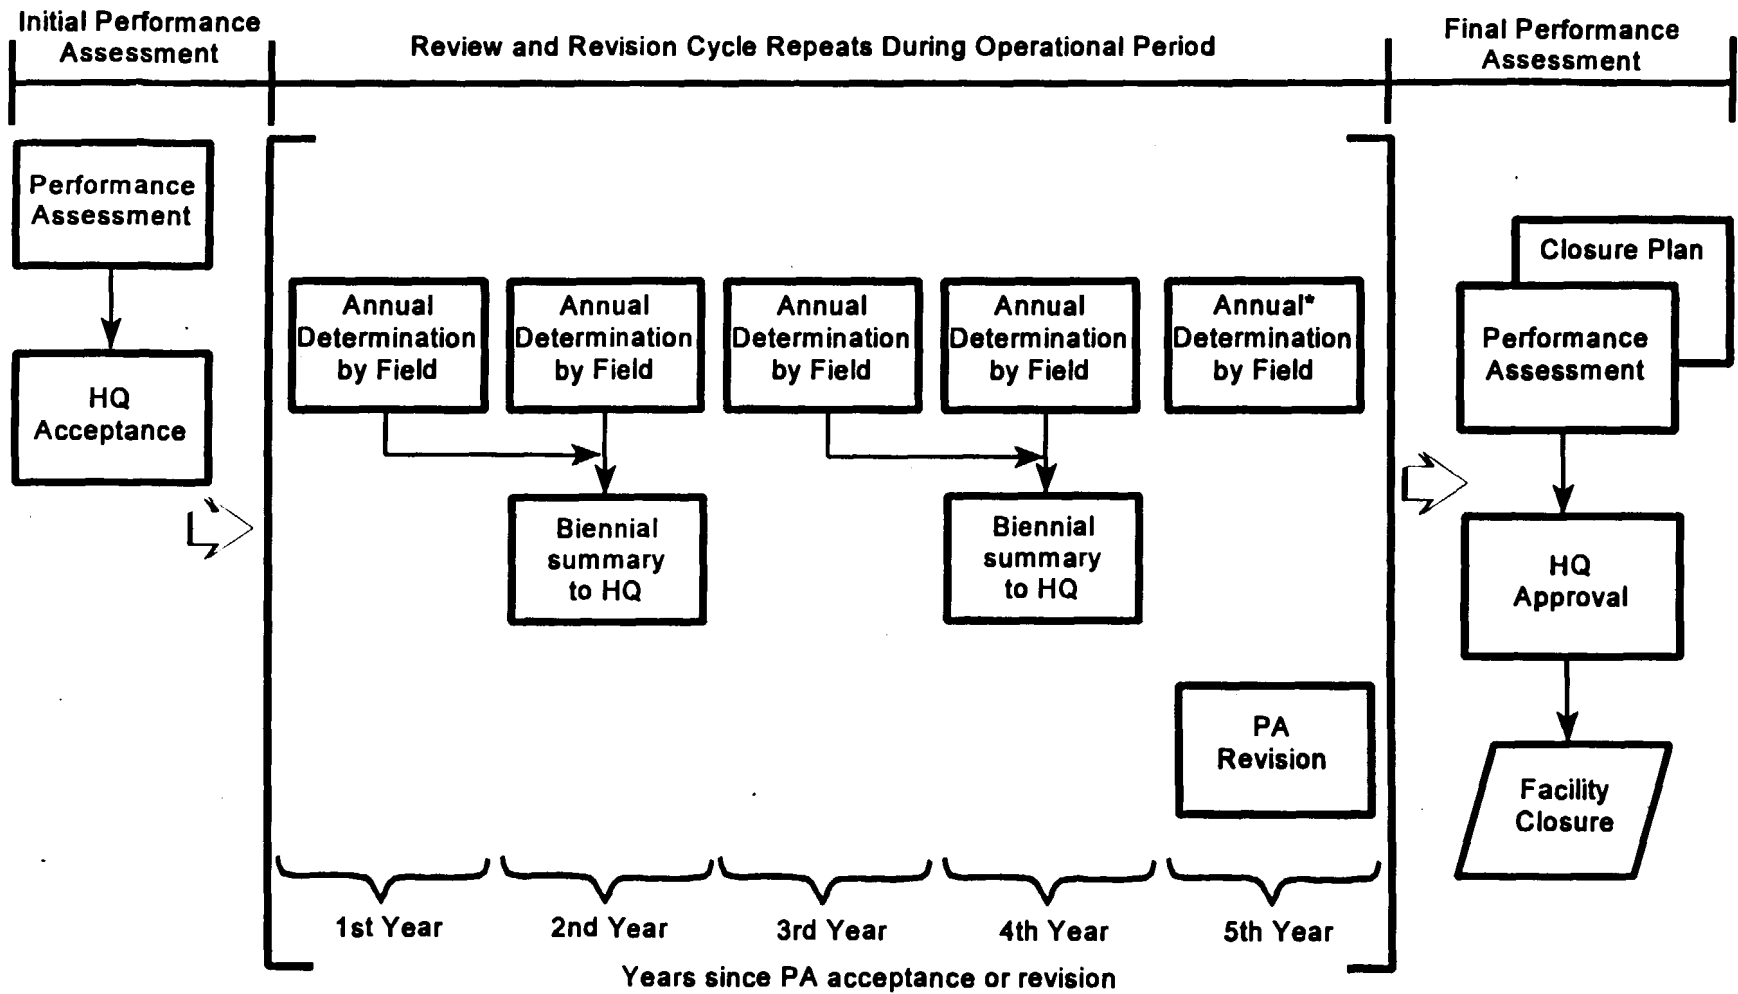 Initial Performance
Assessment
Review and Revision Cycle Repeats During Operational Period
Final Performance
Assessment
Performance
Assessment
HQ
Acceptance
Annual
Determination
by Field
Annual
Determination
by Field
Annual
Determination
by Field
Annual
Determination
by Field
Annual*
Determination
by Field
Biennial
summary
to HQ
Biennial
summary
to HQ
PA
Revision
Closure Plan
Performance
Assessment
HQ
Approval
Facility
Closure
1st Year
2nd Year
3rd Year
4th Year
5th Year
Years since PA acceptance or revision